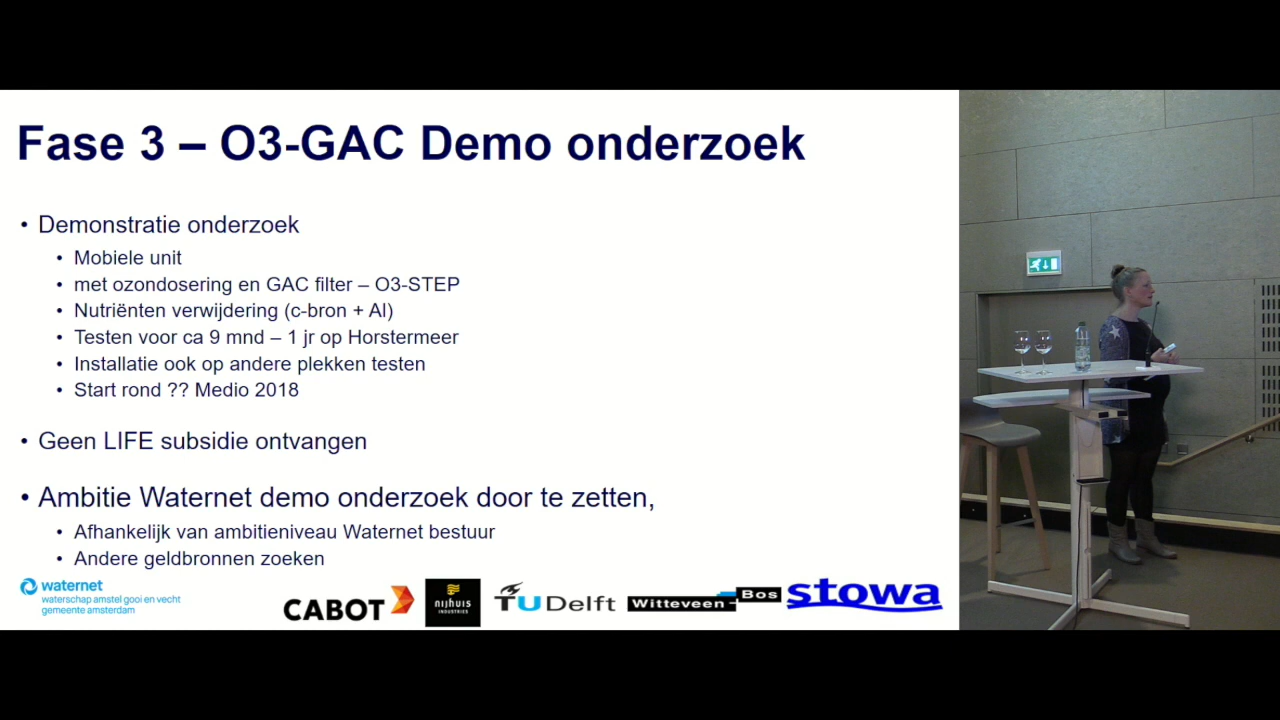 Fase 3 – O3-GAC Demo onderzoek
• Demonstratie onderzoek
• Mobiele unit
• met ozondosering en GAC filter – O3-STEP
• Nutriënten verwijdering (c-bron + Al)
• Testen voor ca 9 mnd – 1 jr op Horstermeer
• Installatie ook op andere plekken testen
• Start rond ?? Medio 2018
• Geen LIFE subsidie ontvangen
• Ambitie Waternet demo onderzoek door te zetten,
• Afhankelijk van ambitieniveau Waternet bestuur
• Andere geldbronnen zoeken
waternet
waterschap amstel gooi en vecht
gemeente amsterdam
CABOT
nijhuis
INDUSTRIES
TU Delft
Witteveen+Bos
stowa